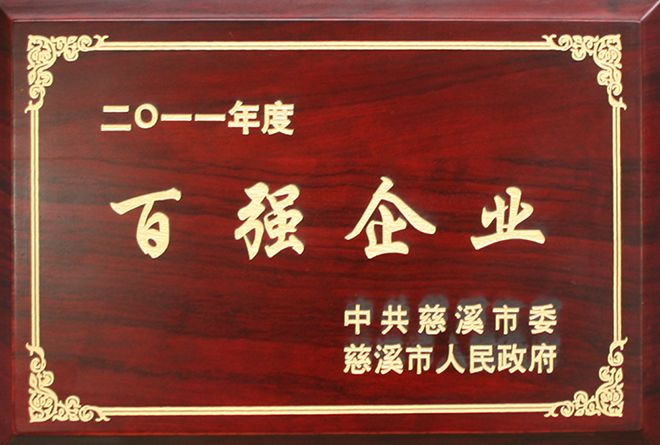 二〇一一年度
百强企业
中共慈溪市委
慈溪市人民政府